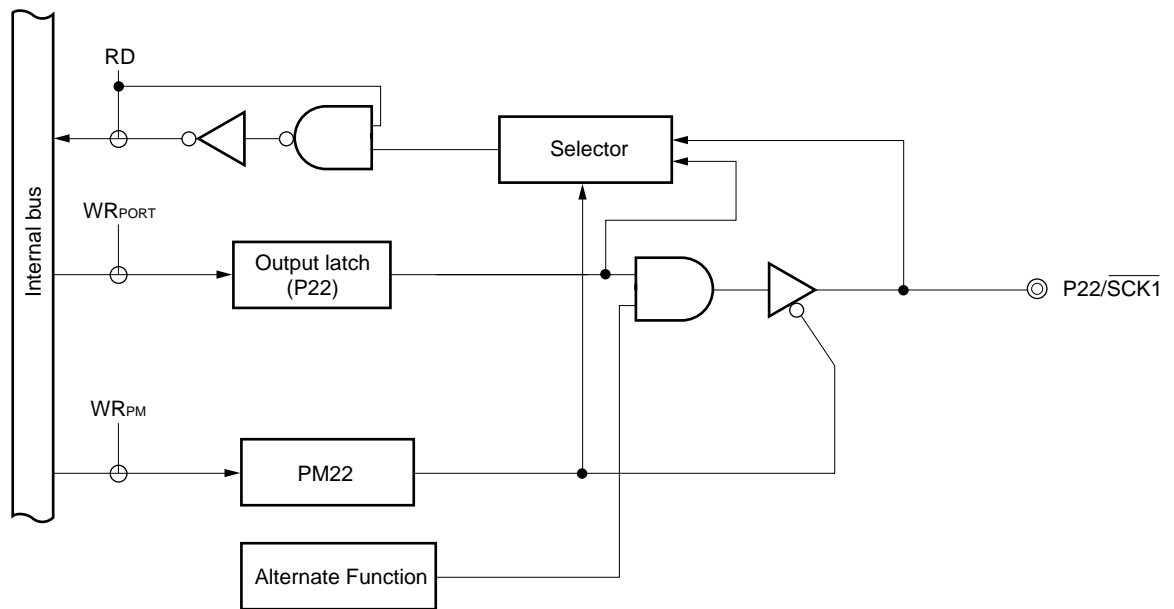 RD
Selector
Internal bus
WRPORT
Output latch
(P22)
P22/SCK1
WRPM
PM22
Alternate Function